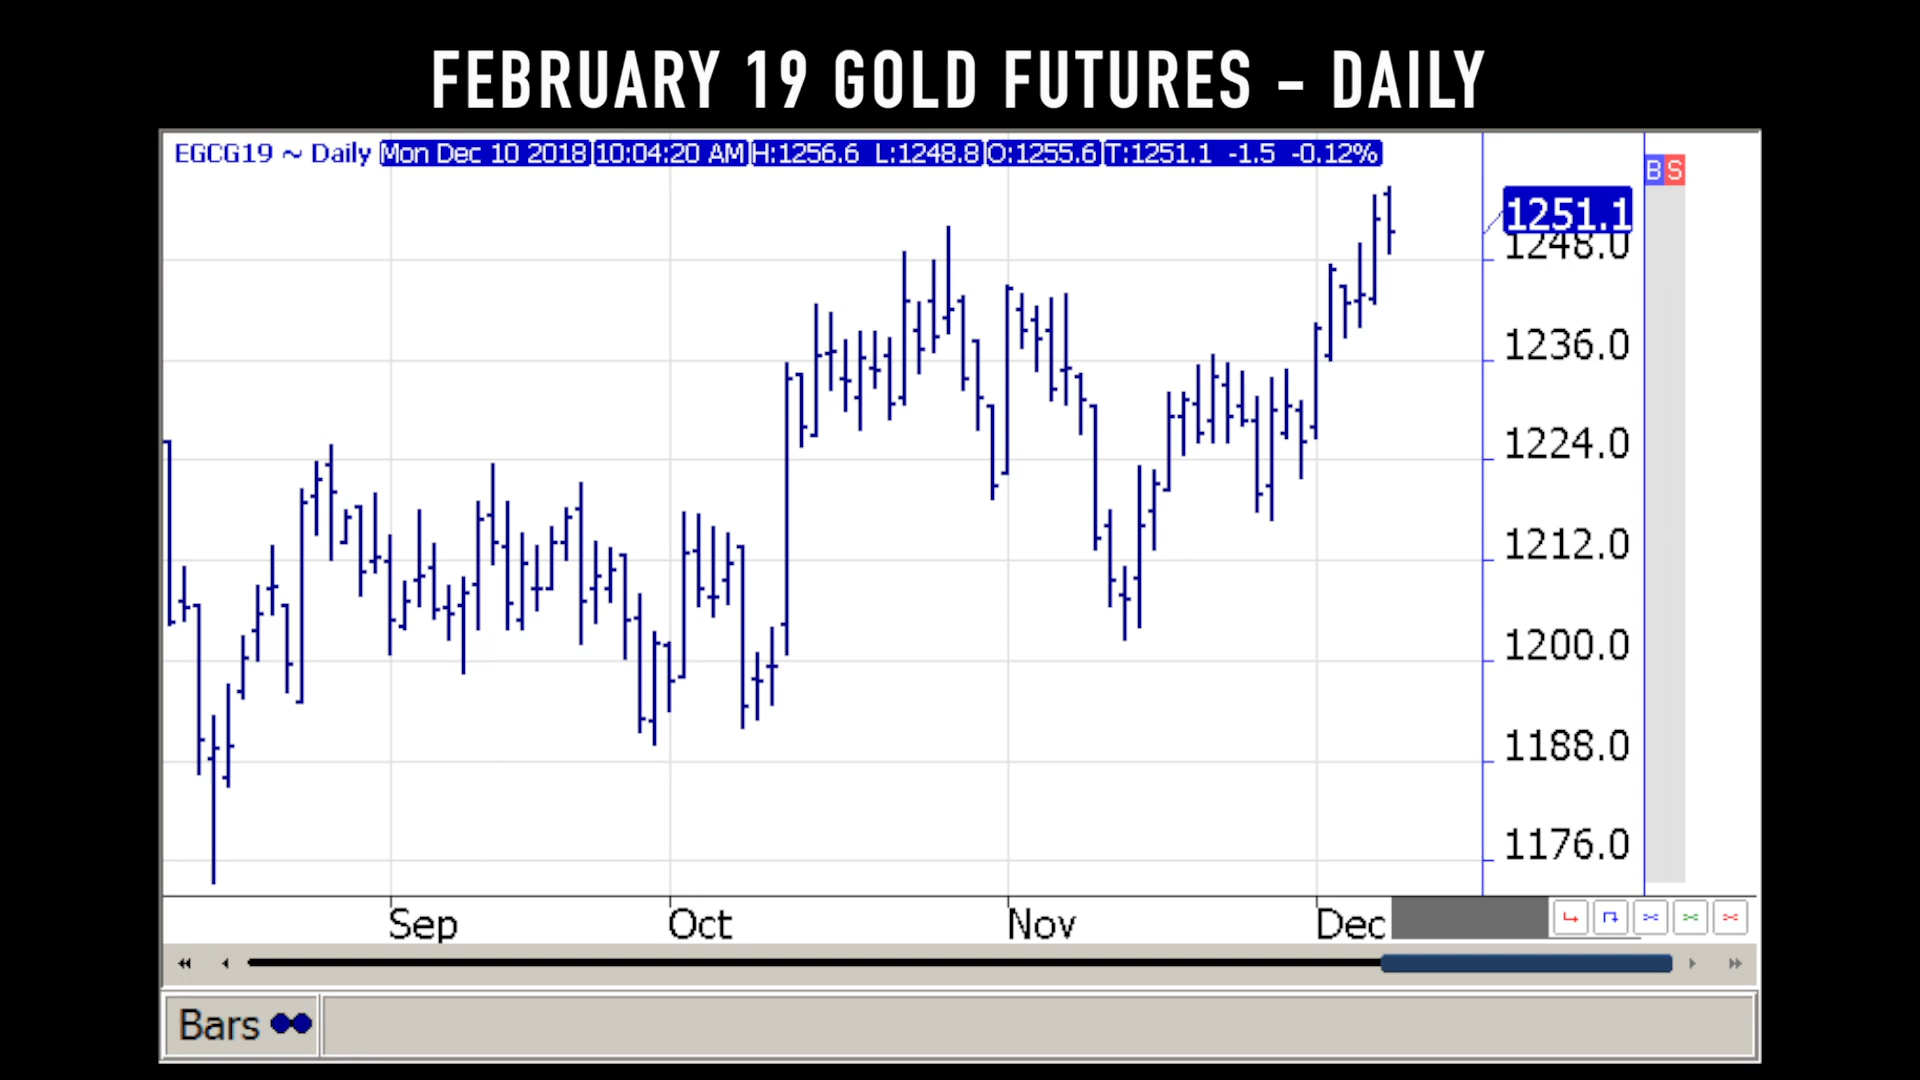 FEBRUARY 19 GOLD FUTURES - DAILY
EGCG19 ~ Daily Mon Dec 10 2018 10:04:20 AM H:1256.6 L:1248.8 O:1255.6 T:1251.1 -1.5 -0.12%
B S
1251.1
1248.0
1236.0
1224.0
1212.0
1200.0
1188.0
1176.0
Sep Oct Nov Dec
Bars